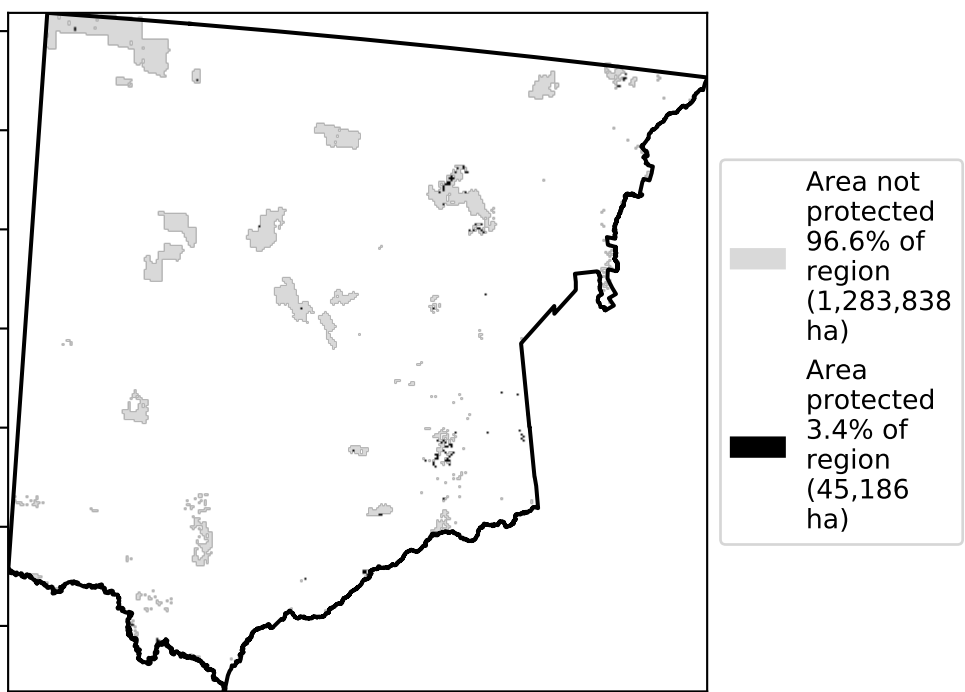 Area not
protected
96.6% of
region
(1,283,838
ha)
Area
protected
3.4% of
region
(45,186
ha)